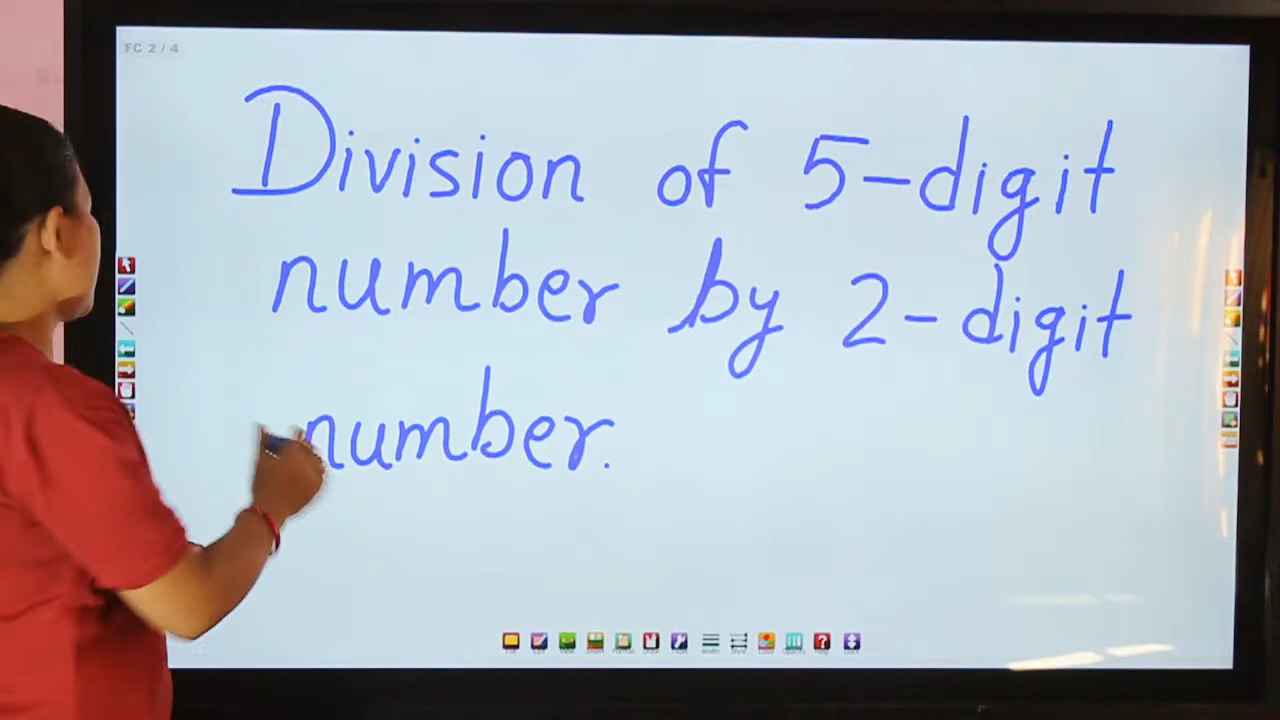 FC 2 / 4
Division of 5-digit
number by 2-digit
number.